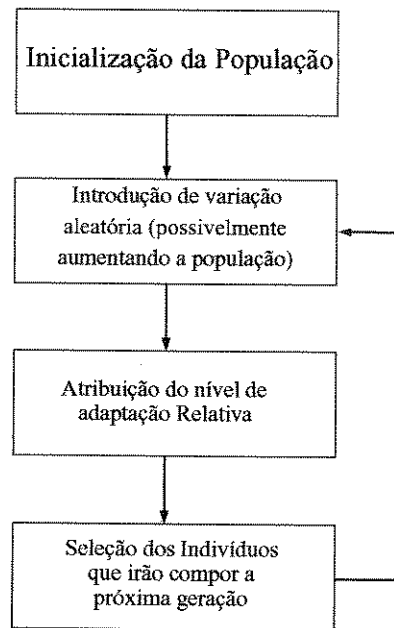 Inicialização da População
Introdução de variação
aleatória (possivelmente
aumentando a população)
Atribuição do nível de
adaptação Relativa
Seleção dos Indivíduos
que irão compor a
próxima geração